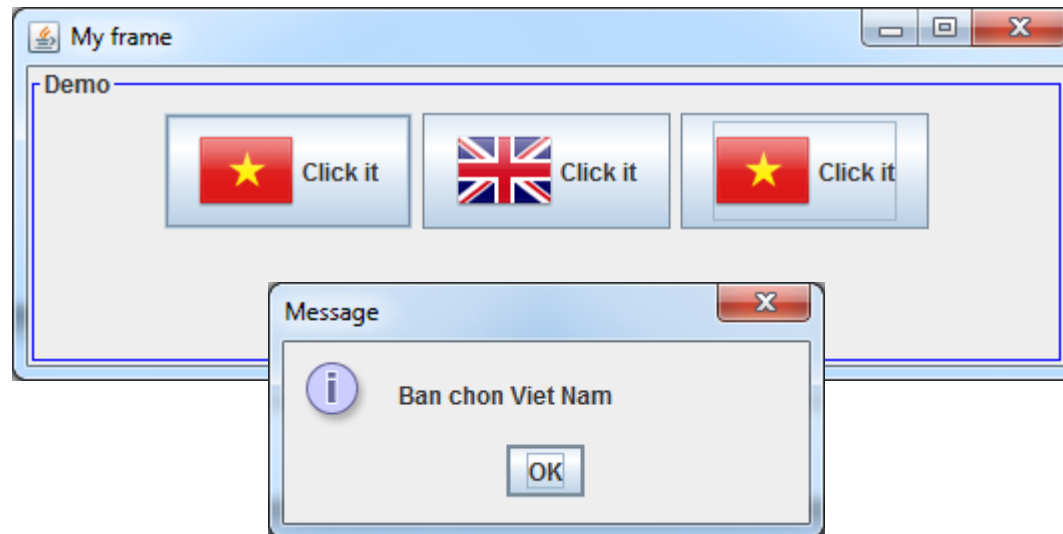 My frame
Demo
Click it
Click it
Click it
Message
i
Ban chon Viet Nam
OK